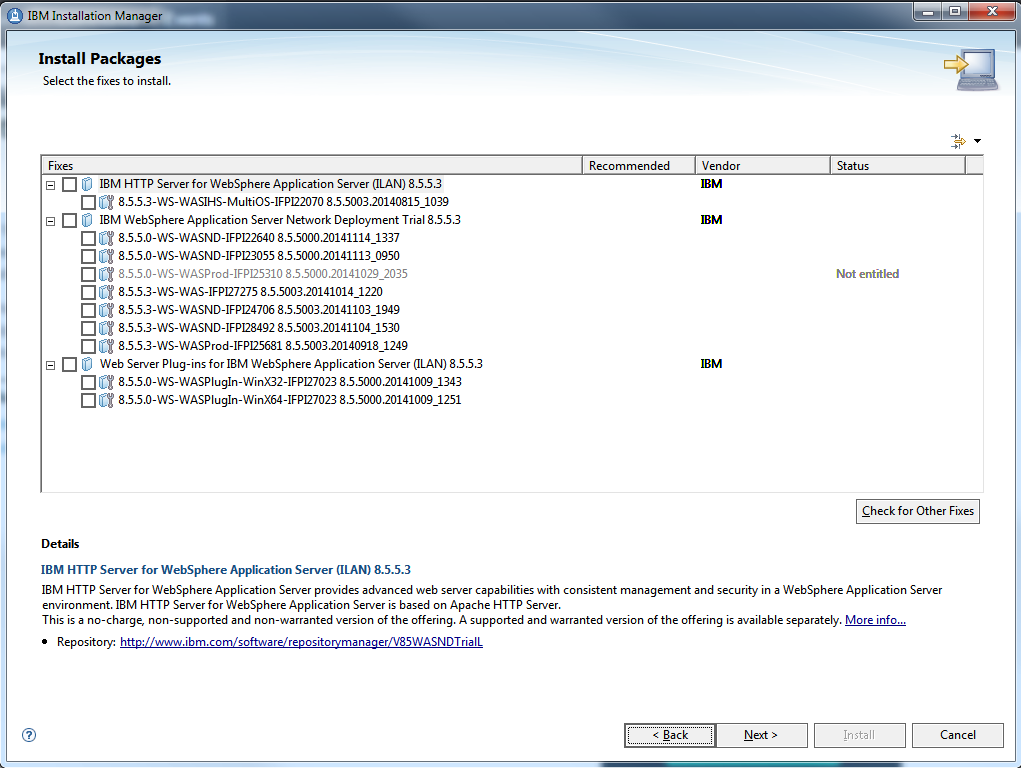 IBM Installation Manager
Install Packages
Select the fixes to install.
Fixes Recommended Vendor Status
IBM HTTP Server for WebSphere Application Server (ILAN) 8.5.5.3 IBM
8.5.5.3-WS-WASIHS-MultiOS-IFPI22070 8.5.5003.20140815_1039
IBM WebSphere Application Server Network Deployment Trial 8.5.5.3 IBM
8.5.5.0-WS-WASND-IFPI22640 8.5.5000.20141114_1337
8.5.5.0-WS-WASND-IFPI23055 8.5.5000.20141113_0950
8.5.5.0-WS-WASProd-IFPI25310 8.5.5000.20141029_2035 Not entitled
8.5.5.3-WS-WAS-IFPI27275 8.5.5003.20141014_1220
8.5.5.3-WS-WASND-IFPI24706 8.5.5003.20141103_1949
8.5.5.3-WS-WASND-IFPI28492 8.5.5003.20141104_1530
8.5.5.3-WS-WASProd-IFPI25681 8.5.5003.20140918_1249
Web Server Plug-ins for IBM WebSphere Application Server (ILAN) 8.5.5.3 IBM
8.5.5.0-WS-WASPlugIn-WinX32-IFPI27023 8.5.5000.20141009_1343
8.5.5.0-WS-WASPlugIn-WinX64-IFPI27023 8.5.5000.20141009_1251
Check for Other Fixes
Details
IBM HTTP Server for WebSphere Application Server (ILAN) 8.5.5.3
IBM HTTP Server for WebSphere Application Server provides advanced web server capabilities with consistent management and security in a WebSphere Application Server
environment. IBM HTTP Server for WebSphere Application Server is based on Apache HTTP Server.
This is a no-charge, non-supported and non-warranted version of the offering. A supported and warranted version of the offering is available separately. More info...
• Repository: http://www.ibm.com/software/repositorymanager/V85WASNDTrialL
? < Back Next > Install Cancel